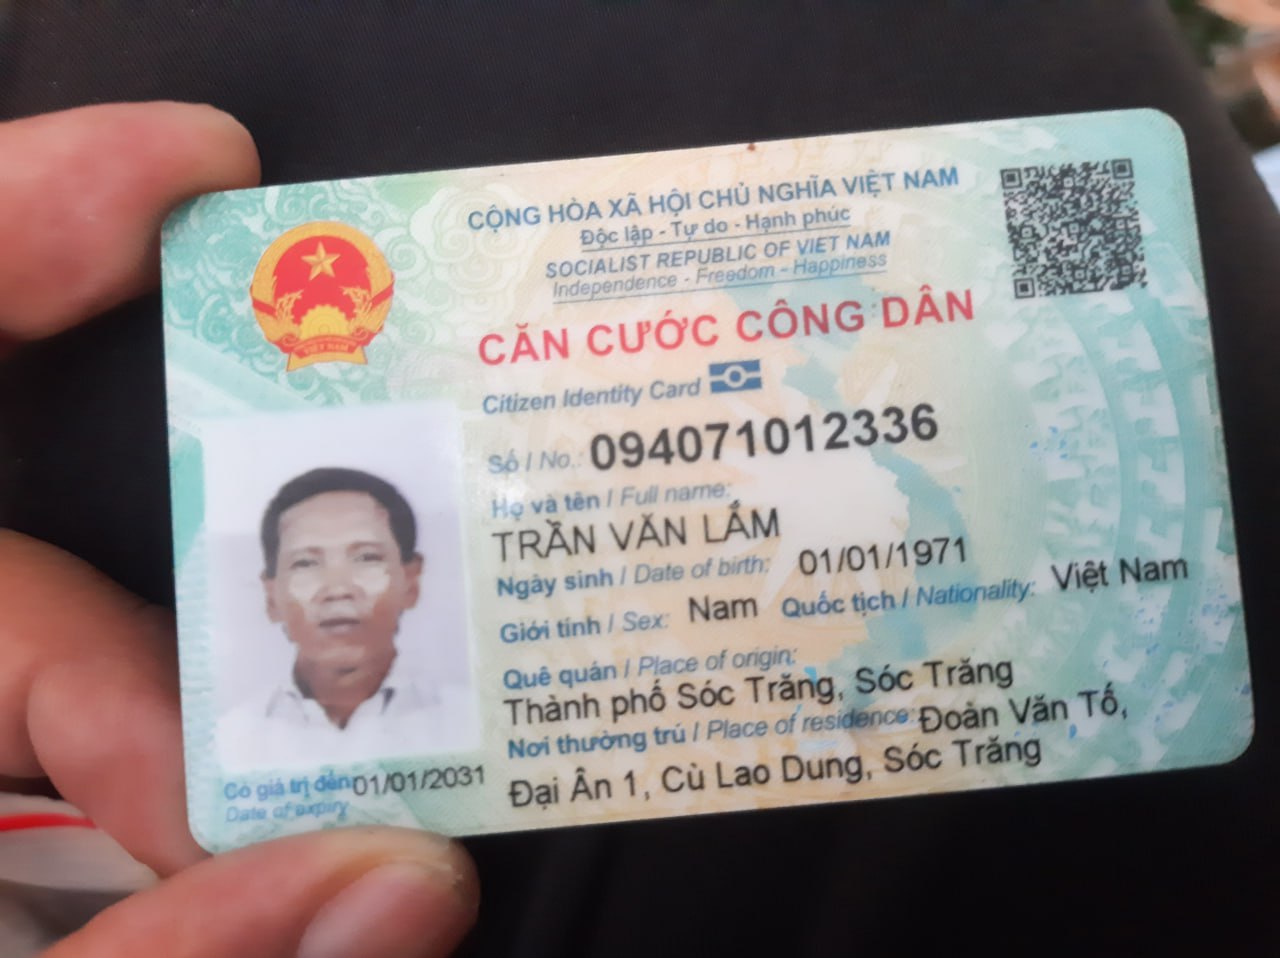 CỘNG HÒA XÃ HỘI CHỦ NGHĨA VIỆT NAM
Độc lập - Tự do - Hạnh phúc
SOCIALIST REPUBLIC OF VIET NAM
Independence - Freedom - Happiness
CĂN CƯỚC CÔNG DÂN
Citizen Identity Card
VIỆT NAM
Số / No.: 094071012336
Họ và tên / Full name:
TRẦN VĂN LẮM
Ngày sinh / Date of birth: 01/01/1971
Giới tính / Sex: Nam Quốc tịch / Nationality: Việt Nam
Quê quán / Place of origin:
Thành phố Sóc Trăng, Sóc Trăng
Nơi thường trú / Place of residence: Đoàn Văn Tố,
Đại Ân 1, Cù Lao Dung, Sóc Trăng
Có giá trị đến 01/01/2031
Date of expiry